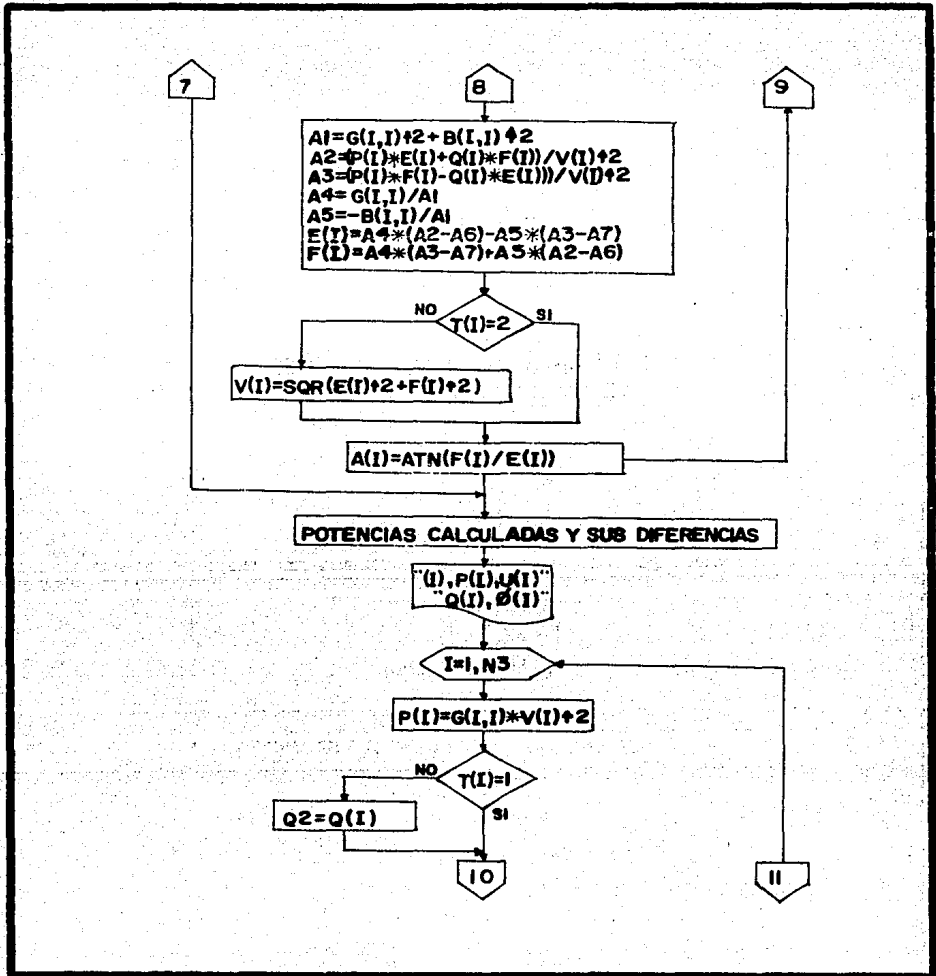 7
8
9
A1=G(I,I)↑2+B(I,I)↑2
A2=(P(I)*E(I)+Q(I)*F(I))/V(I)↑2
A3=(P(I)*F(I)-Q(I)*E(I)))/V(I)↑2
A4=G(I,I)/A1
A5=-B(I,I)/A1
E(I)=A4*(A2-A6)-A5*(A3-A7)
F(I)=A4*(A3-A7)+A5*(A2-A6)
NO
T(I)=2
SI
V(I)=SQR(E(I)↑2+F(I)↑2)
A(I)=ATN(F(I)/E(I))
POTENCIAS CALCULADAS Y SUB DIFERENCIAS
"(I),P(I),U(I)"
"Q(I),Ø(I)"
I=1,N3
P(I)=G(I,I)*V(I)↑2
NO
T(I)=1
SI
Q2=Q(I)
10
11